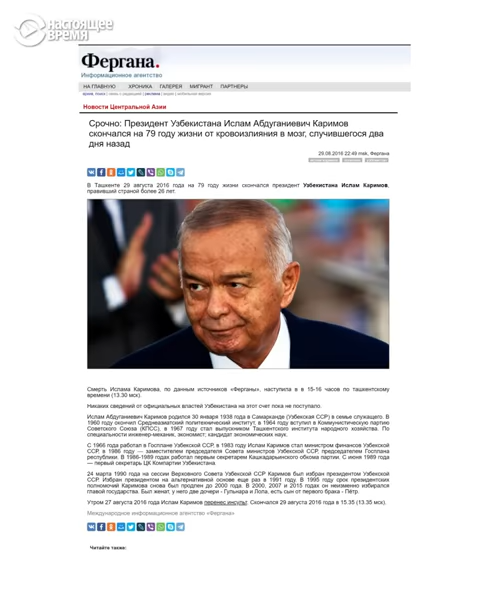 настоящее
время
Фергана.
Информационное агентство
НА ГЛАВНУЮ ХРОНИКА ГАЛЕРЕЯ МИГРАНТ ПАРТНЕРЫ
архив, поиск | связь с редакцией | реклама | видео | мобильная версия
Новости Центральной Азии
Срочно: Президент Узбекистана Ислам Абдуганиевич Каримов
скончался на 79 году жизни от кровоизлияния в мозг, случившегося два
дня назад
29.08.2016 22:49 msk, Фергана
В Ташкенте 29 августа 2016 года на 79 году жизни скончался президент Узбекистана Ислам Каримов,
правивший страной более 26 лет.
Смерть Ислама Каримова, по данным источников «Ферганы», наступила в в 15-16 часов по ташкентскому
времени (13.30 мск).
Никаких сведений от официальных властей Узбекистана на этот счет пока не поступало.
Ислам Абдуганиевич Каримов родился 30 января 1938 года в Самарканде (Узбекская ССР) в семье служащего. В
1960 году окончил Среднеазиатский политехнический институт, в 1964 году вступил в Коммунистическую партию
Советского Союза (КПСС), в 1967 году стал выпускником Ташкентского института народного хозяйства. По
специальности инженер-механик, экономист; кандидат экономических наук.
С 1966 года работал в Госплане Узбекской ССР, в 1983 году Ислам Каримов стал министром финансов Узбекской
ССР, в 1986 году — заместителем председателя Совета министров Узбекской ССР, председателем Госплана
республики. В 1986-1989 годах работал первым секретарем Кашкадарьинского обкома партии. С июня 1989 года
— первый секретарь ЦК Компартии Узбекистана.
24 марта 1990 года на сессии Верховного Совета Узбекской ССР Каримов был избран президентом Узбекской
ССР. Избран президентом на альтернативной основе еще раз в 1991 году. В 1995 году срок президентских
полномочий Каримова снова был продлен до 2000 года. В 2000, 2007 и 2015 годах он неизменно избирался
главой государства. Был женат, у него две дочери - Гульнара и Лола, есть сын от первого брака - Пётр.
Утром 27 августа 2016 года Ислам Каримов перенес инсульт. Скончался 29 августа 2016 года в 15.35 (13.35 мск).
Международное информационное агентство «Фергана»
Читайте также: